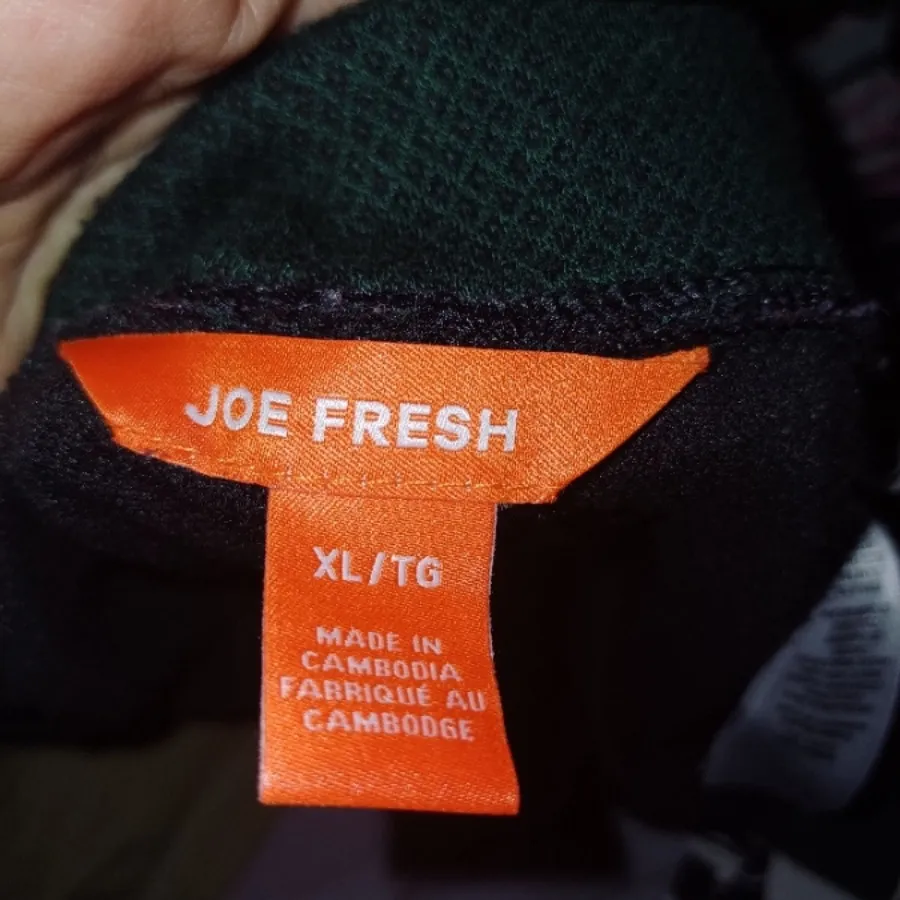 JOE FRESH
XL/TG
MADE IN
CAMBODIA
FABRIQUÉ AU
CAMBODGE